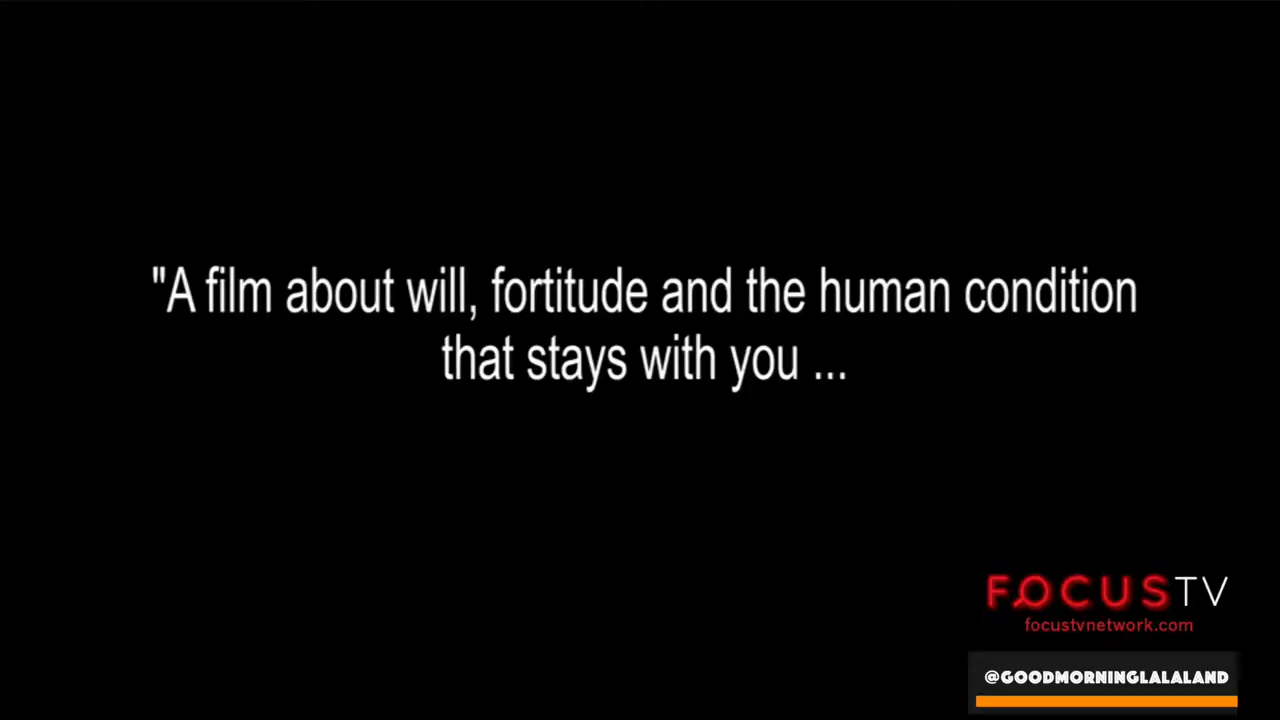 "A film about will, fortitude and the human condition
that stays with you ...
FOCUSTV
focustvnetwork.com
@GOODMORNINGLALALAND